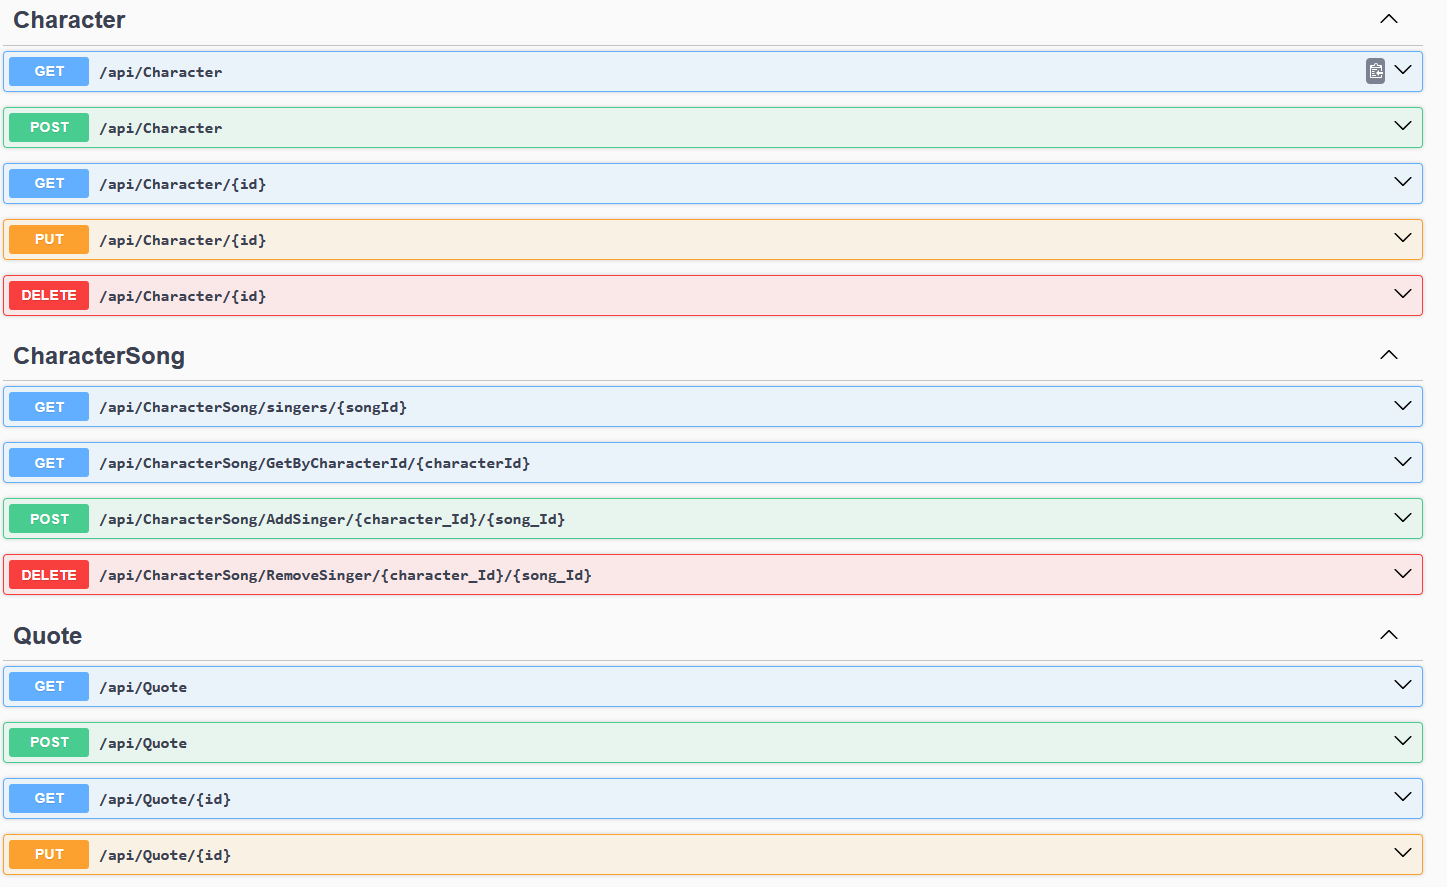 Character
GET /api/Character
POST /api/Character
GET /api/Character/{id}
PUT /api/Character/{id}
DELETE /api/Character/{id}
CharacterSong
GET /api/CharacterSong/singers/{songId}
GET /api/CharacterSong/GetByCharacterId/{characterId}
POST /api/CharacterSong/AddSinger/{character_Id}/{song_Id}
DELETE /api/CharacterSong/RemoveSinger/{character_Id}/{song_Id}
Quote
GET /api/Quote
POST /api/Quote
GET /api/Quote/{id}
PUT /api/Quote/{id}